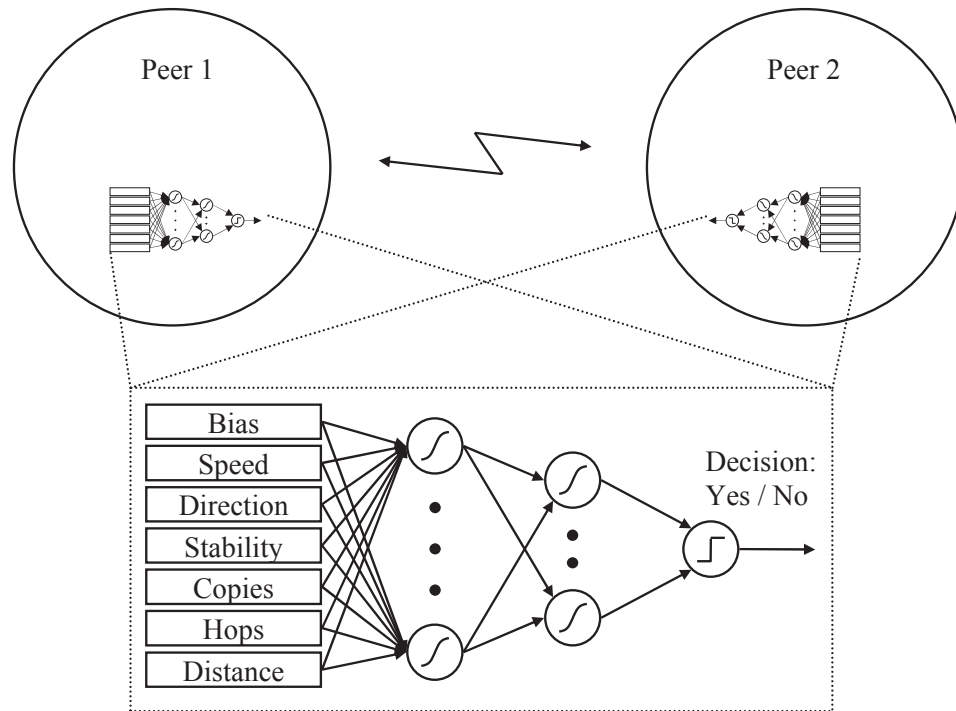 Peer 1
Peer 2
Bias
Speed
Direction
Stability
Copies
Hops
Distance
Decision:
Yes / No